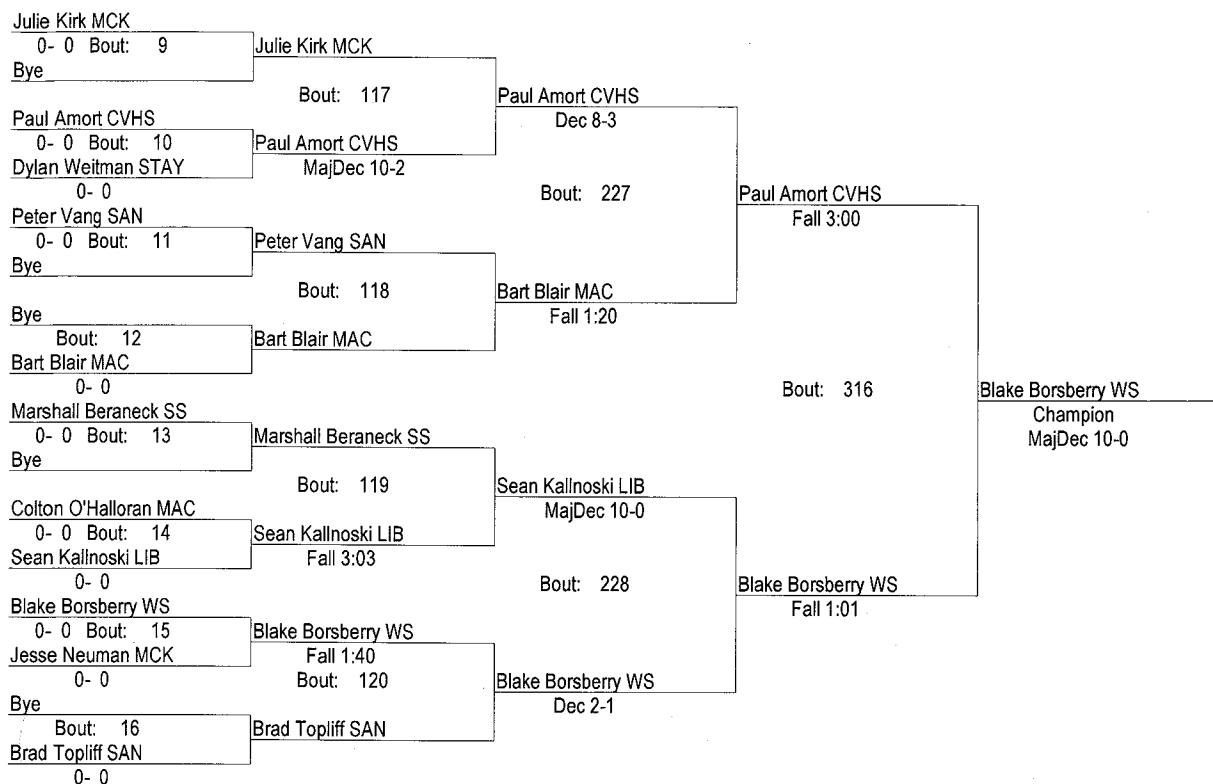 Julie Kirk MCK
0- 0 Bout: 9
Bye
Paul Amort CVHS
0- 0 Bout: 10
Dylan Weitman STAY
0- 0
Peter Vang SAN
0- 0 Bout: 11
Bye
Bye
Bout: 12
Bart Blair MAC
0- 0
Marshall Beraneck SS
0- 0 Bout: 13
Bye
Colton O'Halloran MAC
0- 0 Bout: 14
Sean Kallnoski LIB
0- 0
Blake Borsberry WS
0- 0 Bout: 15
Jesse Neuman MCK
0- 0
Bye
Bout: 16
Brad Topliff SAN
0- 0
Julie Kirk MCK
Bout: 117
Paul Amort CVHS
MajDec 10-2
Peter Vang SAN
Bout: 118
Bart Blair MAC
Marshall Beraneck SS
Bout: 119
Sean Kallnoski LIB
Fall 3:03
Blake Borsberry WS
Fall 1:40
Bout: 120
Brad Topliff SAN
Paul Amort CVHS
Dec 8-3
Bout: 227
Bart Blair MAC
Fall 1:20
Sean Kallnoski LIB
MajDec 10-0
Bout: 228
Blake Borsberry WS
Dec 2-1
Paul Amort CVHS
Fall 3:00
Bout: 316
Blake Borsberry WS
Fall 1:01
Blake Borsberry WS
Champion
MajDec 10-0